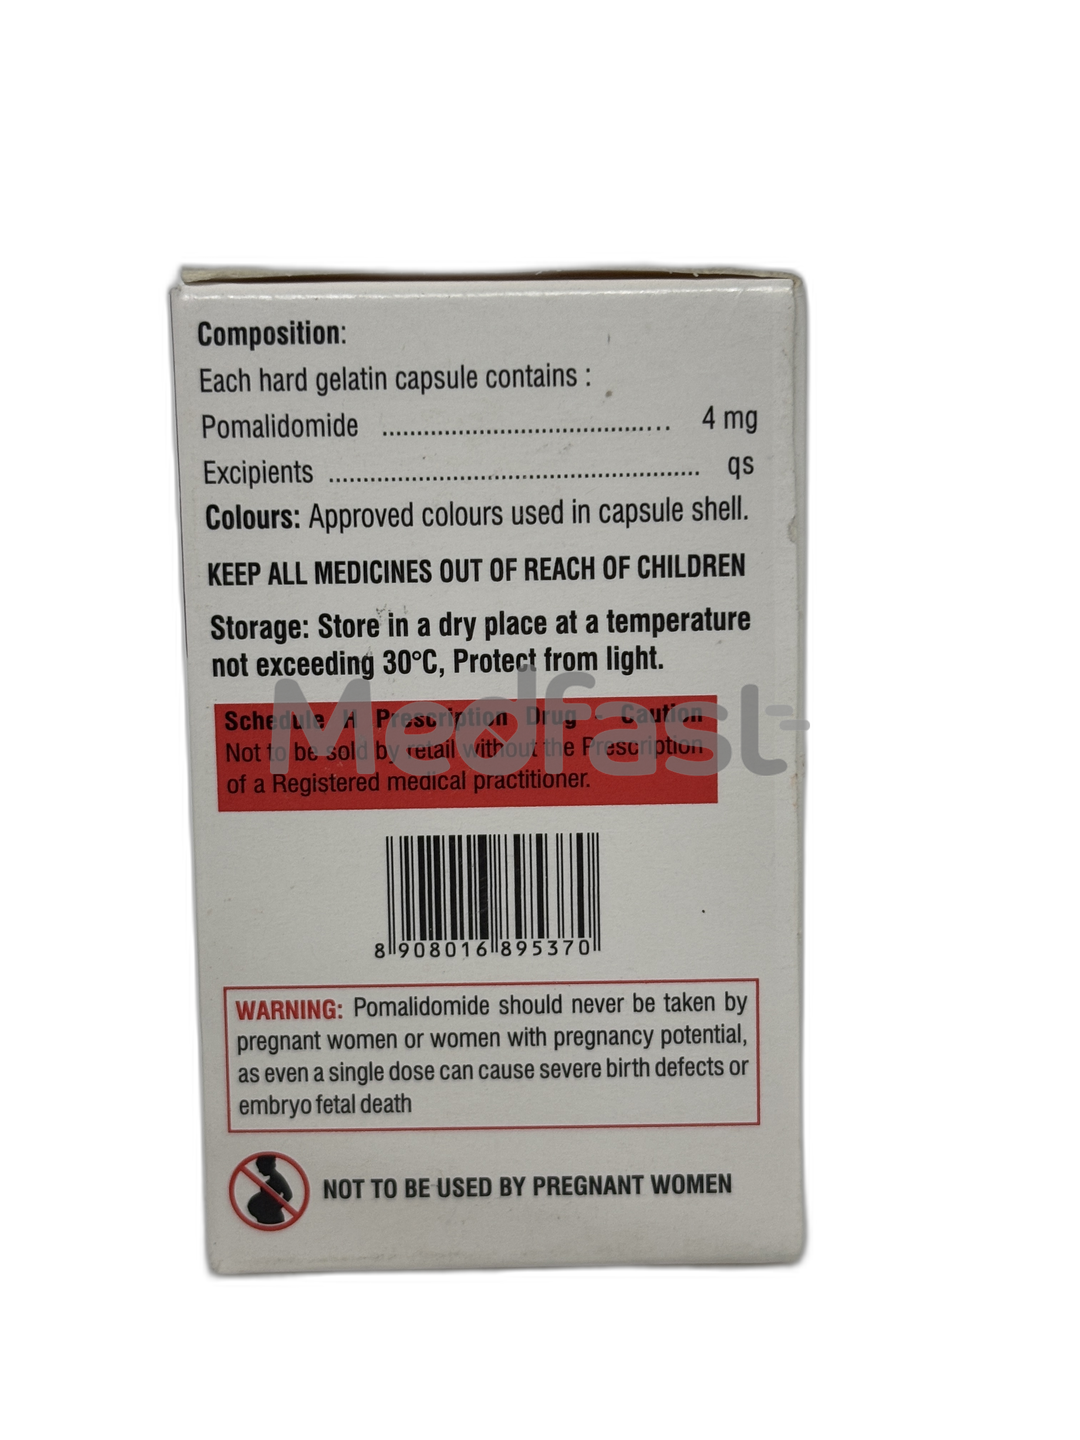 Composition:
Each hard gelatin capsule contains :
Pomalidomide ........................................... 4 mg
Excipients ...................................................... qs
Colours: Approved colours used in capsule shell.
KEEP ALL MEDICINES OUT OF REACH OF CHILDREN
Storage: Store in a dry place at a temperature
not exceeding 30°C, Protect from light.
Medfast
Schedule H Prescription Drug - Caution
Not to be sold by retail without the Prescription
of a Registered medical practitioner.
8 908016 895370
WARNING: Pomalidomide should never be taken by
pregnant women or women with pregnancy potential,
as even a single dose can cause severe birth defects or
embryo fetal death
NOT TO BE USED BY PREGNANT WOMEN